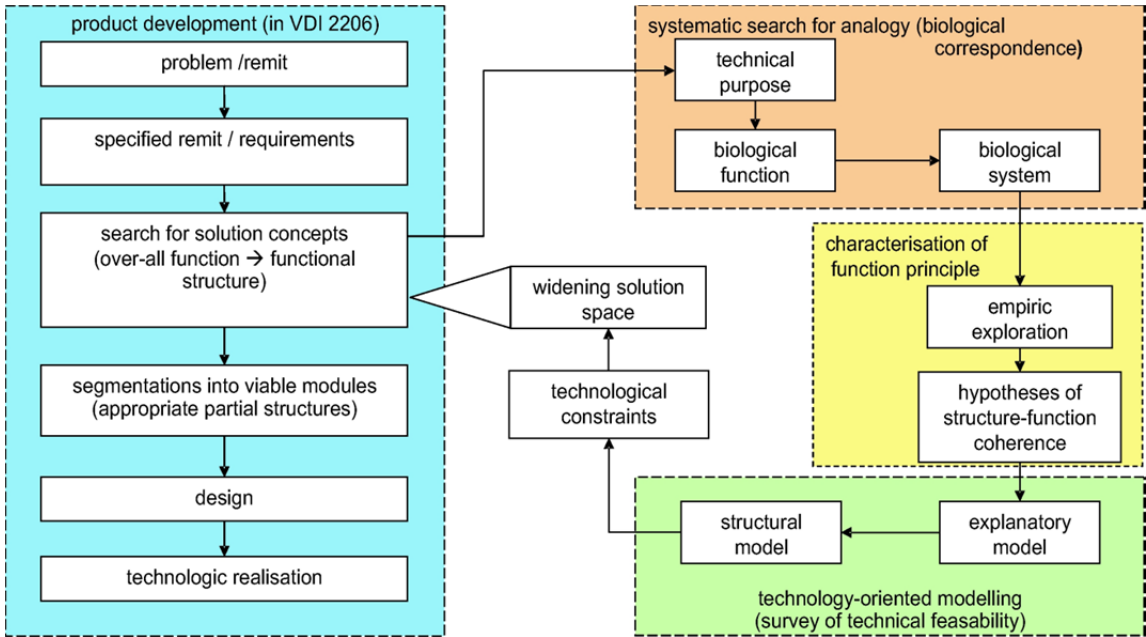 product development (in VDI 2206)
problem /remit
specified remit / requirements
search for solution concepts
(over-all function → functional
structure)
segmentations into viable modules
(appropriate partial structures)
design
technologic realisation
systematic search for analogy (biological
correspondence)
technical
purpose
biological
function
biological
system
characterisation of
function principle
empiric
exploration
hypotheses of
structure-function
coherence
explanatory
model
structural
model
technology-oriented modelling
(survey of technical feasability)
technological
constraints
widening solution
space